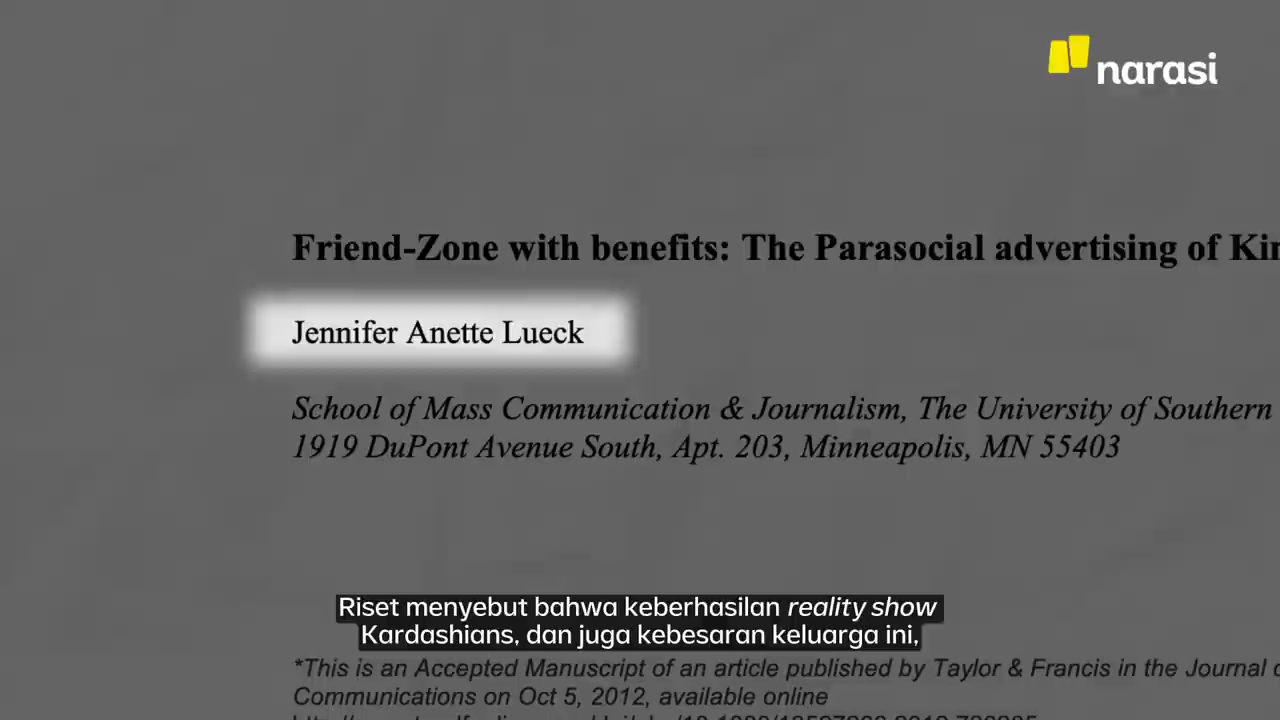 narasi
Friend-Zone with benefits: The Parasocial advertising of
Jennifer Anette Lueck
School of Mass Communication & Journalism, The University of Southern
1919 DuPont Avenue South, Apt. 203, Minneapolis, MN 55403
Riset menyebut bahwa keberhasilan reality show
Kardashians, dan juga kebesaran keluarga ini,
*This is an Accepted Manuscript of an article published by Taylor & Francis in the Journal
Communications on Oct 5, 2012, available online